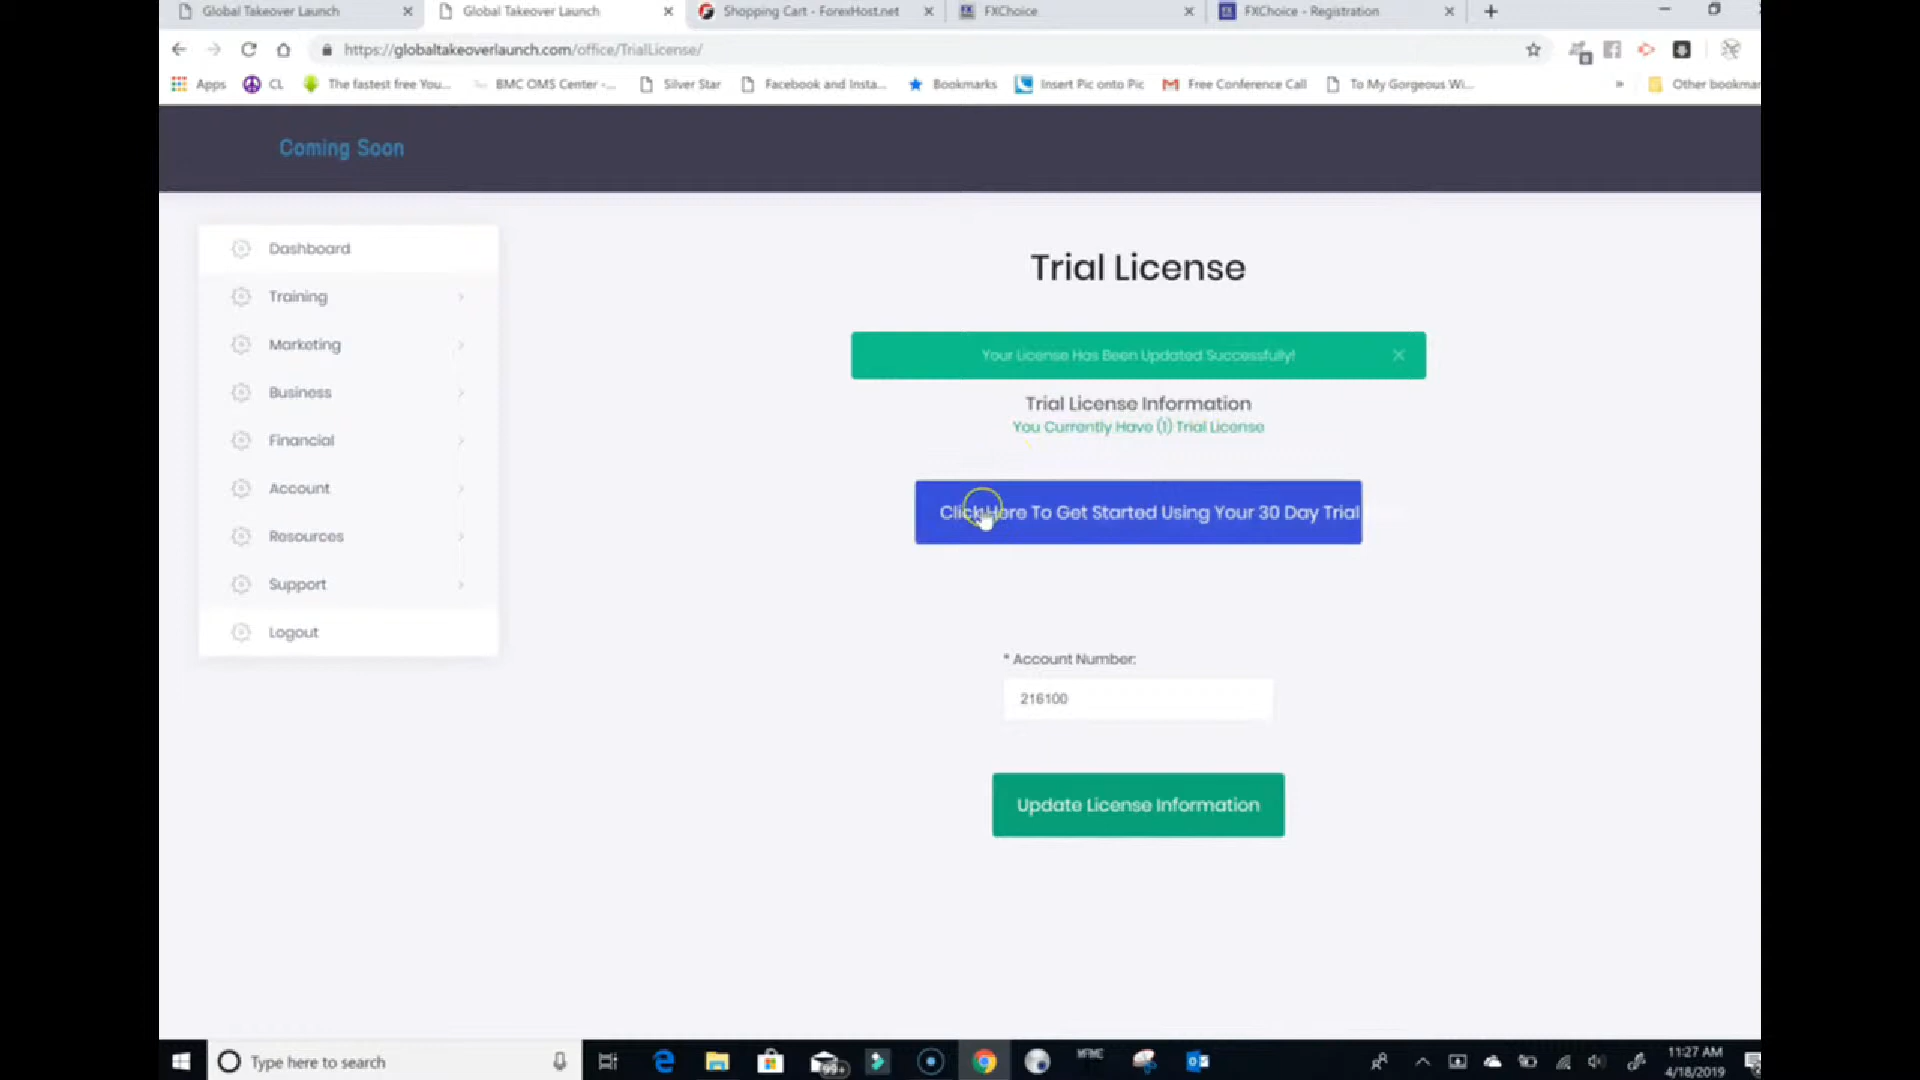 Global Takeover Launch
Global Takeover Launch
Shopping Cart - ForexHost.net
FXChoice
FXChoice - Registration
https://globaltakeoverlaunch.com/office/TrialLicense/
Apps
CL
The fastest free You...
BMC OMS Center -...
Silver Star
Facebook and Insta...
Bookmarks
Insert Pic onto Pic
Free Conference Call
To My Gorgeous Wi...
»
Other bookmar
Coming Soon
Dashboard
Training
Marketing
Business
Financial
Account
Resources
Support
Logout
Trial License
Your License Has Been Updated Successfully!
Trial License Information
You Currently Have (1) Trial License
Click Here To Get Started Using Your 30 Day Trial
* Account Number:
216100
Update License Information
Type here to search
99+
11:27 AM
4/18/2019